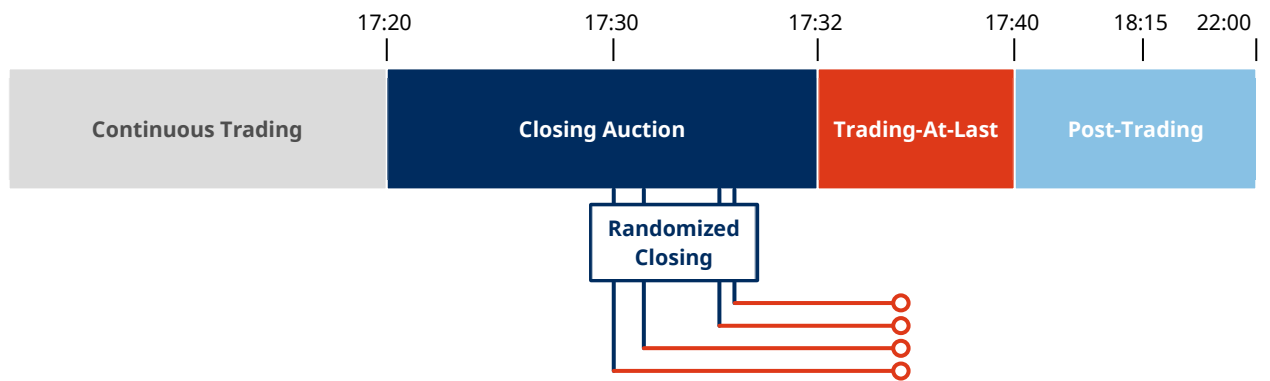 17:20 17:30 17:32 17:40 18:15 22:00
Continuous Trading Closing Auction Trading-At-Last Post-Trading
Randomized
Closing